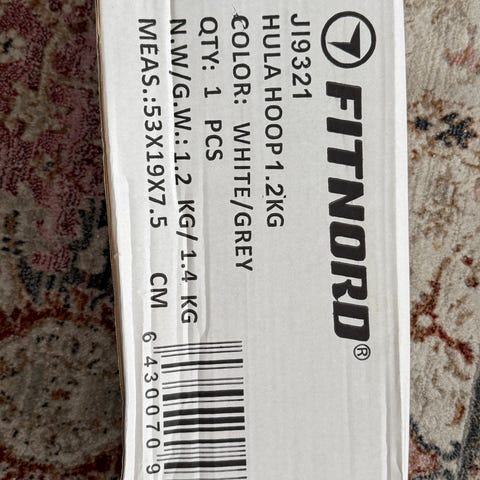 FITNORD®
JI9321
HULA HOOP 1.2KG
COLOR: WHITE/GREY
QTY: 1 PCS
N.W/G.W.: 1.2 KG/ 1.4 KG
MEAS.:53X19X7.5 CM
6 430070 9